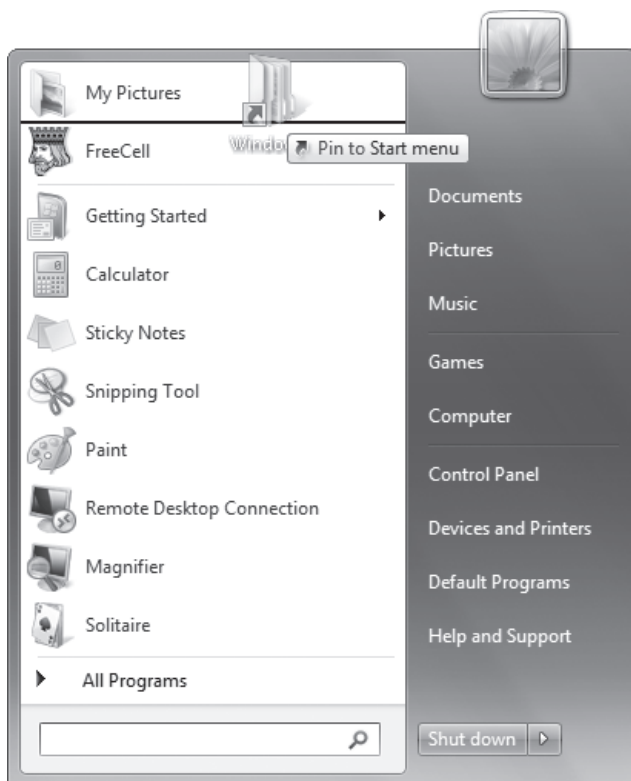 My Pictures
FreeCell
Pin to Start menu
Getting Started
Calculator
Sticky Notes
Snipping Tool
Paint
Remote Desktop Connection
Magnifier
Solitaire
All Programs
Documents
Pictures
Music
Games
Computer
Control Panel
Devices and Printers
Default Programs
Help and Support
Shut down